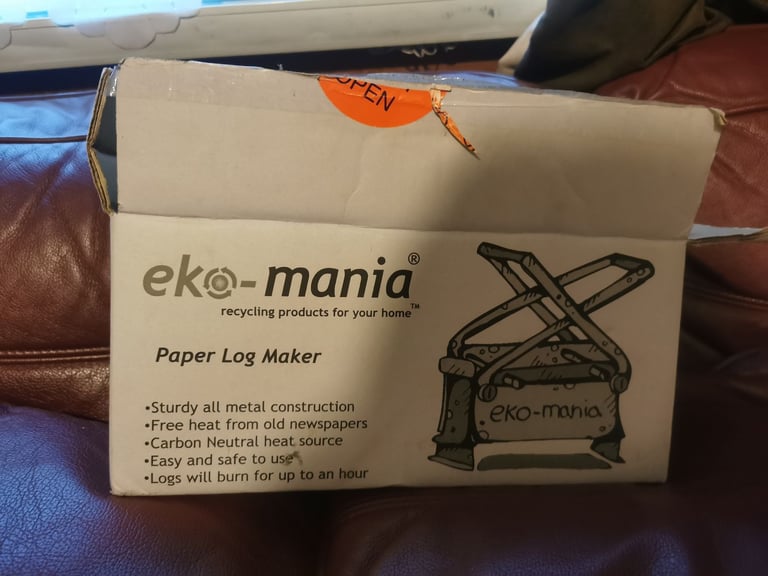 OPEN
eko-mania®
recycling products for your home™
Paper Log Maker
•Sturdy all metal construction
•Free heat from old newspapers
•Carbon Neutral heat source
•Easy and safe to use
•Logs will burn for up to an hour
eko-mania